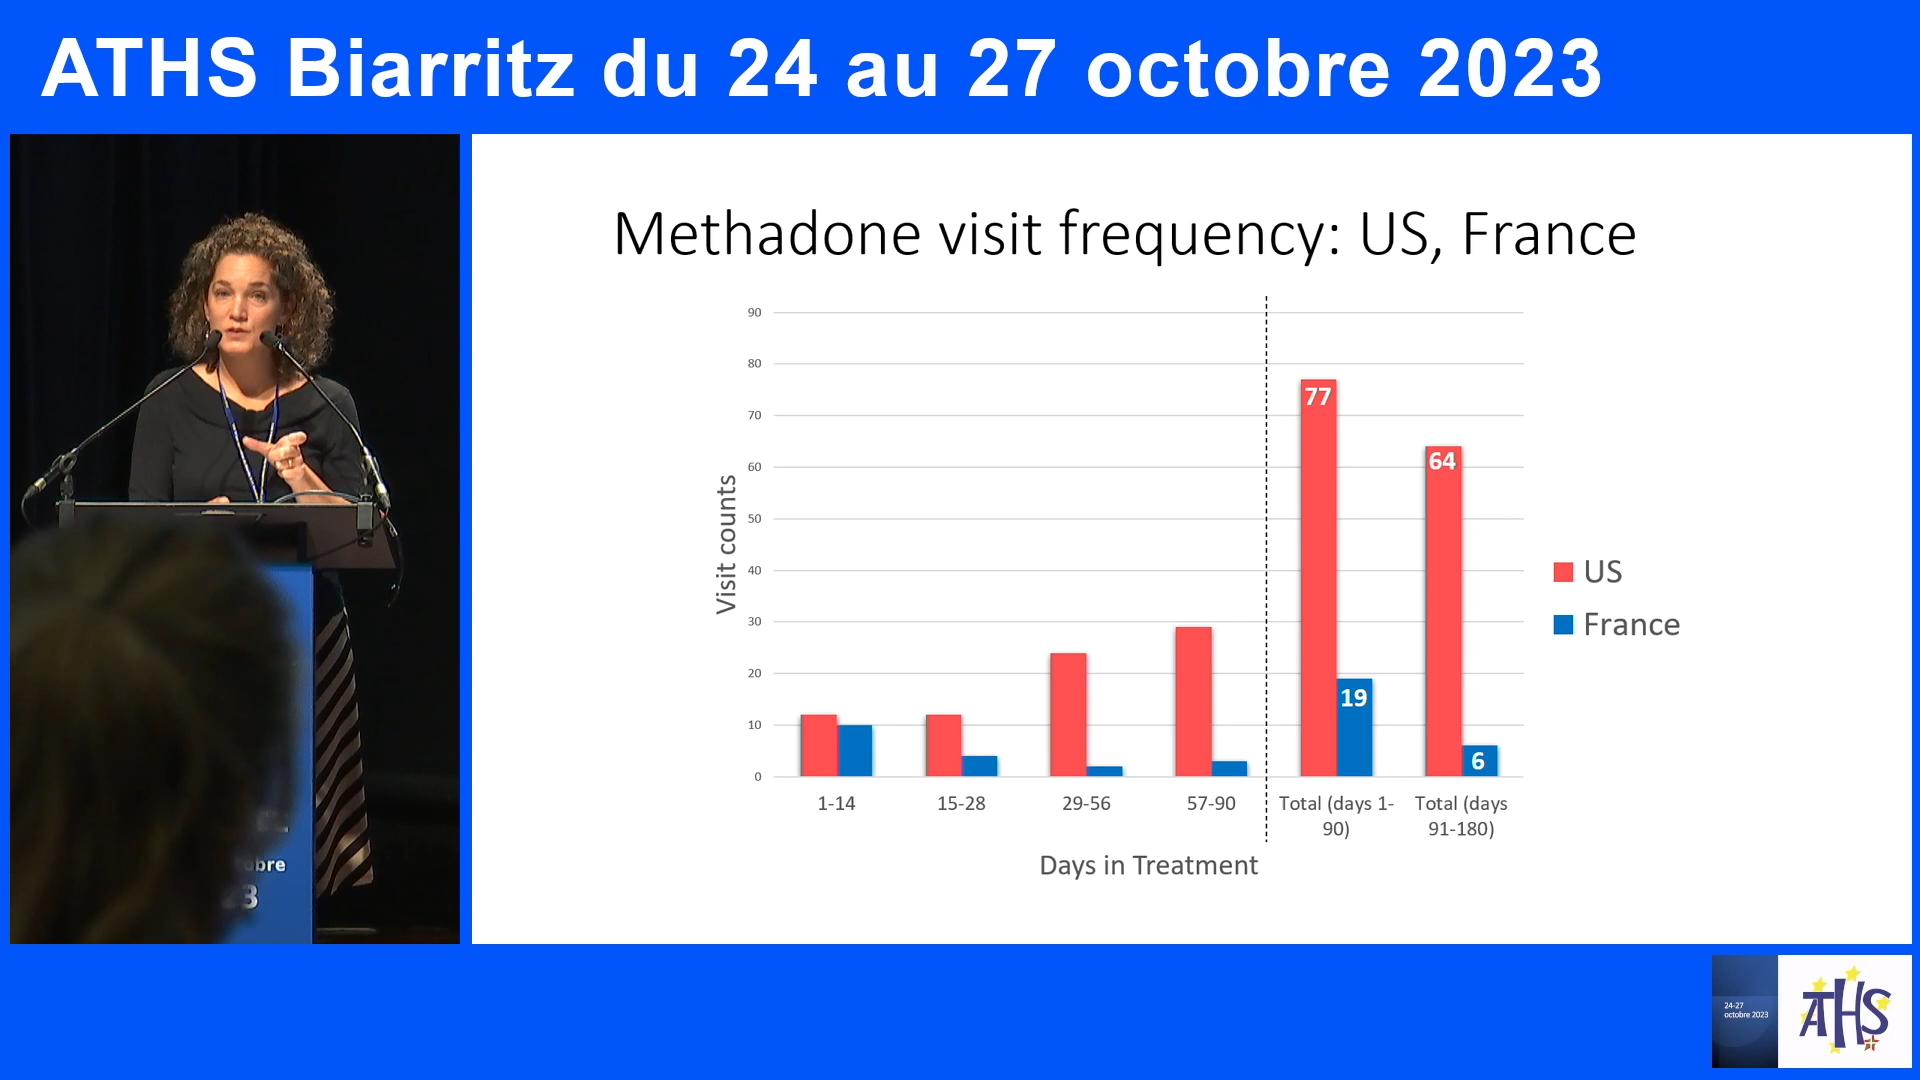 ATHS Biarritz du 24 au 27 octobre 2023
Methadone visit frequency: US, France
90
80
70
60
50
40
30
20
10
0
Visit counts
77
19
64
6
1-14
15-28
29-56
57-90
Total (days 1-
90)
Total (days
91-180)
Days in Treatment
US
France
23
24-27
octobre 2023
ATHS